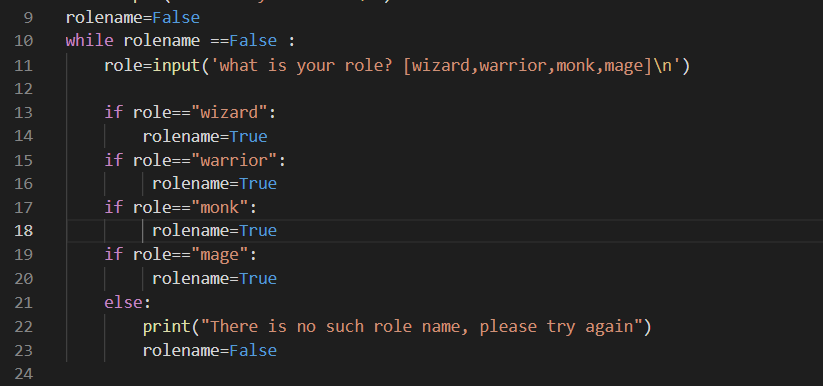 9 rolename=False
10 while rolename ==False :
11 role=input('what is your role? [wizard,warrior,monk,mage]\n')
12
13 if role=="wizard":
14 rolename=True
15 if role=="warrior":
16 rolename=True
17 if role=="monk":
18 rolename=True
19 if role=="mage":
20 rolename=True
21 else:
22 print("There is no such role name, please try again")
23 rolename=False
24